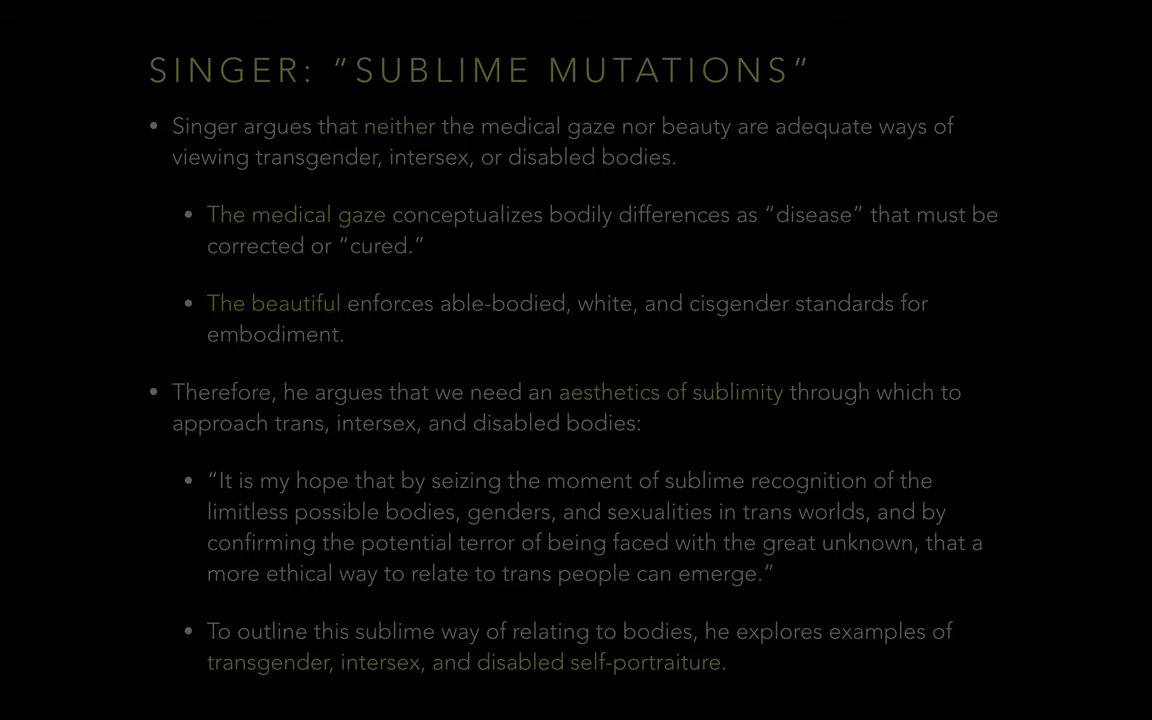 SINGER: “SUBLIME MUTATIONS”
• Singer argues that neither the medical gaze nor beauty are adequate ways of
viewing transgender, intersex, or disabled bodies.
• The medical gaze conceptualizes bodily differences as “disease” that must be
corrected or “cured.”
• The beautiful enforces able-bodied, white, and cisgender standards for
embodiment.
• Therefore, he argues that we need an aesthetics of sublimity through which to
approach trans, intersex, and disabled bodies:
• “It is my hope that by seizing the moment of sublime recognition of the
limitless possible bodies, genders, and sexualities in trans worlds, and by
confirming the potential terror of being faced with the great unknown, that a
more ethical way to relate to trans people can emerge.”
• To outline this sublime way of relating to bodies, he explores examples of
transgender, intersex, and disabled self-portraiture.